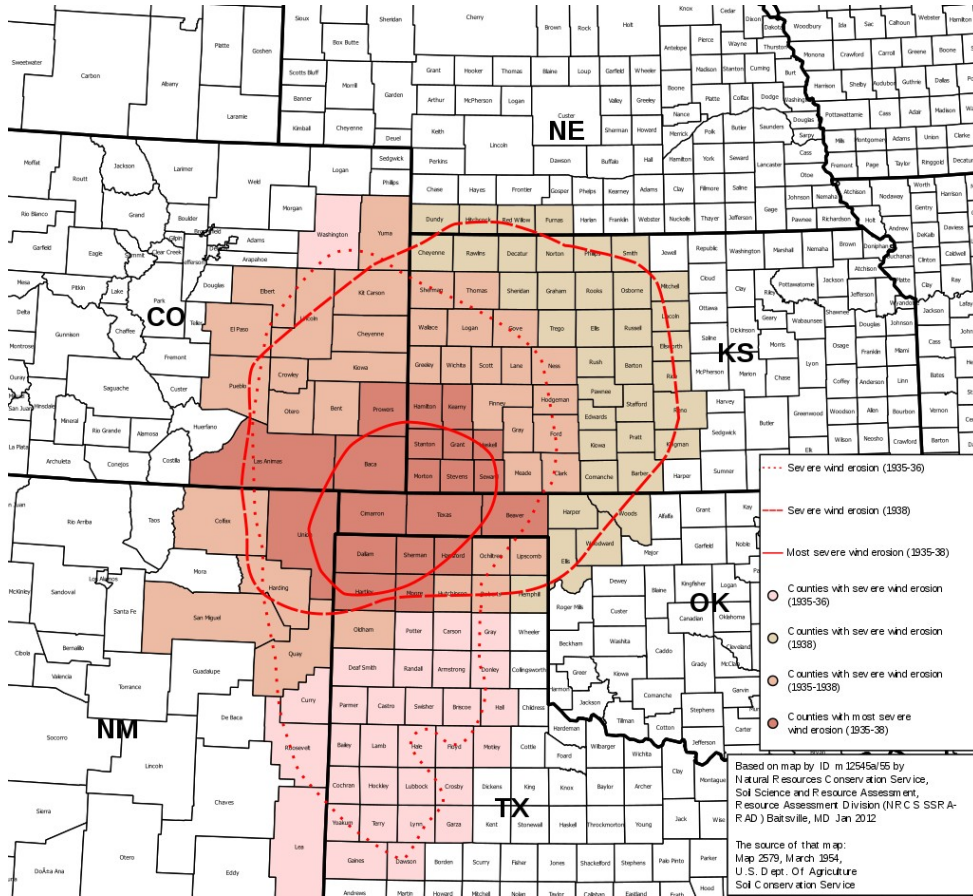 Sioux
Dawes
Sheridan
Cherry
Brown
Rock
Holt
Knox
Cedar
Dixon
Dakota
Woodbury
Ida
Sac
Calhoun
Webster
Hamilton
Sweetwater
Carbon
Albany
Platte
Goshen
Laramie
Box Butte
Scotts Bluff
Banner
Kimball
Morrill
Cheyenne
Garden
Deuel
Grant
Hooker
Thomas
Blaine
Loup
Garfield
Wheeler
Antelope
Pierce
Wayne
Thurston
Madison
Stanton
Cuming
Burt
Boone
Platte
Colfax
Dodge
Washington
Arthur
McPherson
Logan
Custer
Valley
Greeley
Nance
Keith
Lincoln
NE
Sherman
Howard
Merrick
Polk
Butler
Saunders
Douglas
Sarpy
Perkins
Dawson
Buffalo
Hall
Hamilton
York
Seward
Lancaster
Cass
Otoe
Chase
Hayes
Frontier
Gosper
Phelps
Kearney
Adams
Clay
Fillmore
Saline
Johnson
Nemaha
Gage
Pawnee
Richardson
Dundy
Hitchcock
Red Willow
Furnas
Harlan
Franklin
Webster
Nuckolls
Thayer
Jefferson
Monona
Crawford
Carroll
Greene
Boone
Harrison
Shelby
Audubon
Guthrie
Dallas
Pottawattamie
Cass
Adair
Madison
Mills
Montgomery
Adams
Union
Clarke
Fremont
Page
Taylor
Ringgold
Decatur
Atchison
Nodaway
Worth
Harrison
Gentry
Holt
Andrew
DeKalb
Daviess
Buchanan
Clinton
Caldwell
Platte
Clay
Ray
Jackson
Cass
Bates
Vernon
Barton
Moffat
Routt
Jackson
Larimer
Weld
Logan
Sedgwick
Phillips
Morgan
Washington
Yuma
Rio Blanco
Grand
Boulder
Gilpin
Clear Creek
Adams
Arapahoe
Jefferson
Garfield
Eagle
Summit
Douglas
Elbert
Kit Carson
Mesa
Pitkin
Lake
Park
Teller
El Paso
Lincoln
Cheyenne
Delta
Gunnison
Chaffee
CO
Fremont
Montrose
Ouray
Saguache
Custer
Pueblo
Crowley
Kiowa
San Juan
Hinsdale
Mineral
Rio Grande
Alamosa
Huerfano
Otero
Bent
Prowers
La Plata
Archuleta
Conejos
Costilla
Las Animas
Baca
Cheyenne
Rawlins
Decatur
Norton
Phillips
Smith
Jewell
Republic
Washington
Marshall
Nemaha
Brown
Doniphan
Sherman
Thomas
Sheridan
Graham
Rooks
Osborne
Mitchell
Cloud
Clay
Riley
Pottawatomie
Jackson
Atchison
Jefferson
Wyandotte
Wallace
Logan
Gove
Trego
Ellis
Russell
Lincoln
Ottawa
Saline
Dickinson
Geary
Wabaunsee
Shawnee
Douglas
Johnson
Ellsworth
KS
Morris
Lyon
Osage
Franklin
Miami
Greeley
Wichita
Scott
Lane
Ness
Rush
Barton
Rice
McPherson
Marion
Chase
Coffey
Anderson
Linn
Hamilton
Kearny
Finney
Hodgeman
Pawnee
Stafford
Reno
Harvey
Butler
Greenwood
Woodson
Allen
Bourbon
Stanton
Grant
Haskell
Gray
Ford
Edwards
Kiowa
Pratt
Kingman
Sedgwick
Elk
Wilson
Neosho
Crawford
Morton
Stevens
Seward
Meade
Clark
Comanche
Barber
Harper
Sumner
Rio Arriba
Taos
Colfax
Union
Cimarron
Texas
Beaver
Harper
Woods
Alfalfa
Grant
Kay
Mora
Los Alamos
Harding
Woodward
Major
Garfield
Noble
Ellis
McKinley
Sandoval
Santa Fe
San Miguel
Dewey
Blaine
Kingfisher
Logan
Roger Mills
Custer
Canadian
Oklahoma
OK
Cibola
Bernalillo
Valencia
Torrance
Guadalupe
Quay
Beckham
Washita
Caddo
Grady
Cleveland
McClain
Greer
Kiowa
Harmon
Jackson
Comanche
Garvin
Stephens
Tillman
Cotton
Carter
Jefferson
NM
De Baca
Curry
Roosevelt
Socorro
Lincoln
Chaves
Sierra
Otero
Lea
Eddy
Doña Ana
Dallam
Sherman
Hansford
Ochiltree
Lipscomb
Hartley
Moore
Hutchinson
Roberts
Hemphill
Oldham
Potter
Carson
Gray
Wheeler
Deaf Smith
Randall
Armstrong
Donley
Collingsworth
Parmer
Castro
Swisher
Briscoe
Hall
Childress
Hardeman
Bailey
Lamb
Hale
Floyd
Motley
Cottle
Foard
Wilbarger
Wichita
Clay
Montague
Cochran
Hockley
Lubbock
Crosby
Dickens
King
Knox
Baylor
Archer
Jack
Wise
TX
Yoakum
Terry
Lynn
Garza
Kent
Stonewall
Haskell
Throckmorton
Young
Gaines
Dawson
Borden
Scurry
Fisher
Jones
Shackelford
Stephens
Palo Pinto
Parker
Andrews
Martin
Howard
Mitchell
Nolan
Taylor
Callahan
Eastland
Erath
Hood
Severe wind erosion (1935-36)
Severe wind erosion (1938)
Most severe wind erosion (1935-38)
Counties with severe wind erosion
(1935-36)
Counties with severe wind erosion
(1938)
Counties with severe wind erosion
(1935-1938)
Counties with most severe
wind erosion (1935-38)
Based on map by ID m12545a/55 by
Natural Resources Conservation Service,
Soil Science and Resource Assessment,
Resource Assessment Division (NRCS SSRA-
RAD) Baitsville, MD Jan 2012
The source of that map:
Map 2579, March 1954,
U.S. Dept. Of Agriculture
Soil Conservation Service